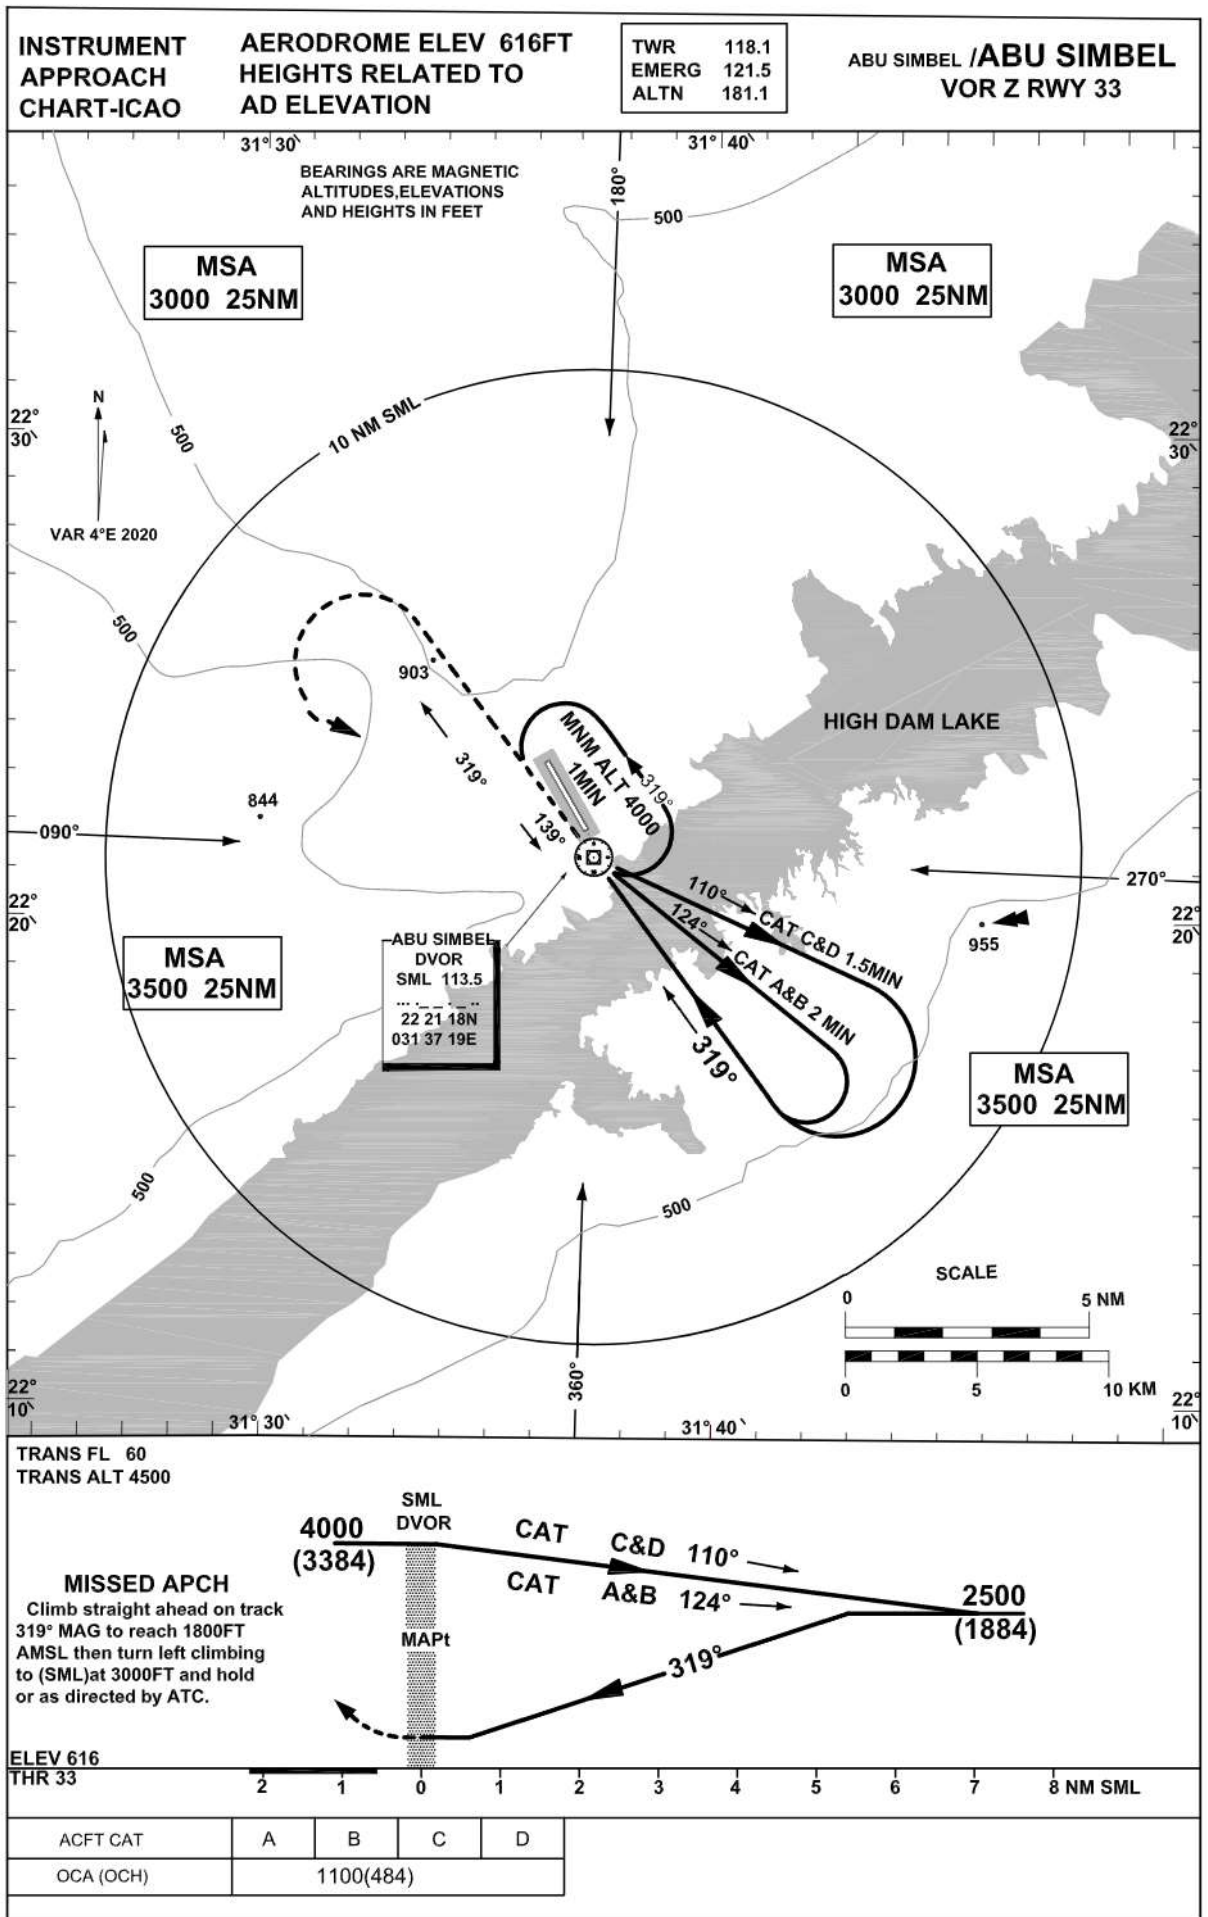 INSTRUMENT
APPROACH
CHART-ICAO
AERODROME ELEV 616FT
HEIGHTS RELATED TO
AD ELEVATION
TWR 118.1
EMERG 121.5
ALTN 181.1
ABU SIMBEL /ABU SIMBEL
VOR Z RWY 33
31° 30\
31° 40\
BEARINGS ARE MAGNETIC
ALTITUDES,ELEVATIONS
AND HEIGHTS IN FEET
180°
500
MSA
3000 25NM
MSA
3000 25NM
N
VAR 4°E 2020
22°
30\
22°
30\
10 NM SML
500
500
903
319°
319°
MNM ALT 4000
1MIN
139°
HIGH DAM LAKE
844
090°
270°
22°
20\
22°
20\
955
110°
CAT C&D 1.5MIN
124°
CAT A&B 2 MIN
319°
MSA
3500 25NM
ABU SIMBEL
DVOR
SML 113.5
... ._ _ . _ ..
22 21 18N
031 37 19E
MSA
3500 25NM
500
500
360°
SCALE
0 5 NM
0 5 10 KM
22°
10\
22°
10\
31° 30\
31° 40\
TRANS FL 60
TRANS ALT 4500
SML
DVOR
4000
(3384)
CAT C&D 110°
CAT A&B 124°
2500
(1884)
MISSED APCH
Climb straight ahead on track
319° MAG to reach 1800FT
AMSL then turn left climbing
to (SML)at 3000FT and hold
or as directed by ATC.
MAPt
319°
ELEV 616
THR 33
2 1 0 1 2 3 4 5 6 7 8 NM SML
ACFT CAT A B C D
OCA (OCH) 1100(484)